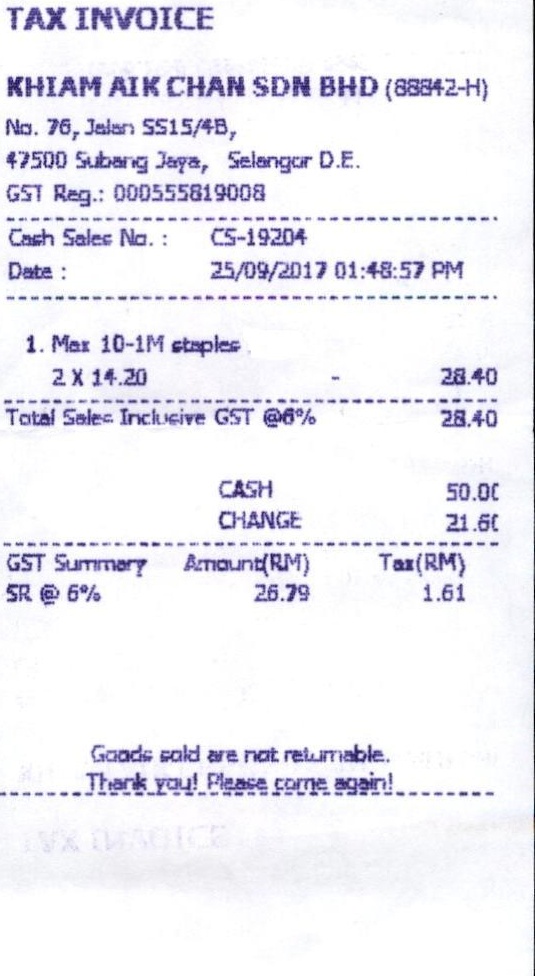 TAX INVOICE
KHIAM AIK CHAN SDN BHD (88842-H)
No. 76, Jalan SS15/4B,
47500 Subang Jaya, Selangor D.E.
GST Reg.: 000555819008
Cash Sales No. : CS-19204
Date : 25/09/2017 01:48:57 PM
1. Max 10-1M staples
2 X 14.20 - 28.40
Total Sales Inclusive GST @6% 28.40
CASH 50.00
CHANGE 21.60
GST Summary Amount(RM) Tax(RM)
SR @ 6% 26.79 1.61
Goods sold are not returnable.
Thank you! Please come again!